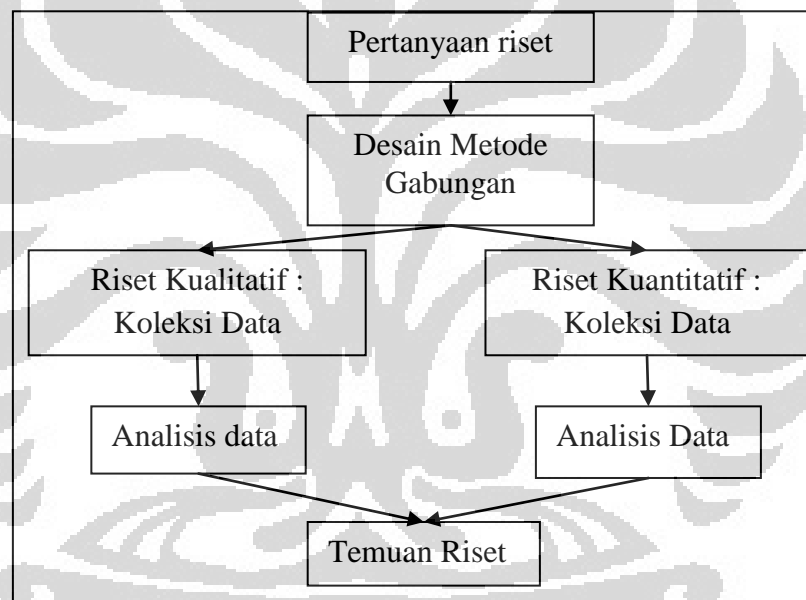 Pertanyaan riset
Desain Metode
Gabungan
Riset Kualitatif :
Koleksi Data
Riset Kuantitatif :
Koleksi Data
Analisis data
Analisis Data
Temuan Riset